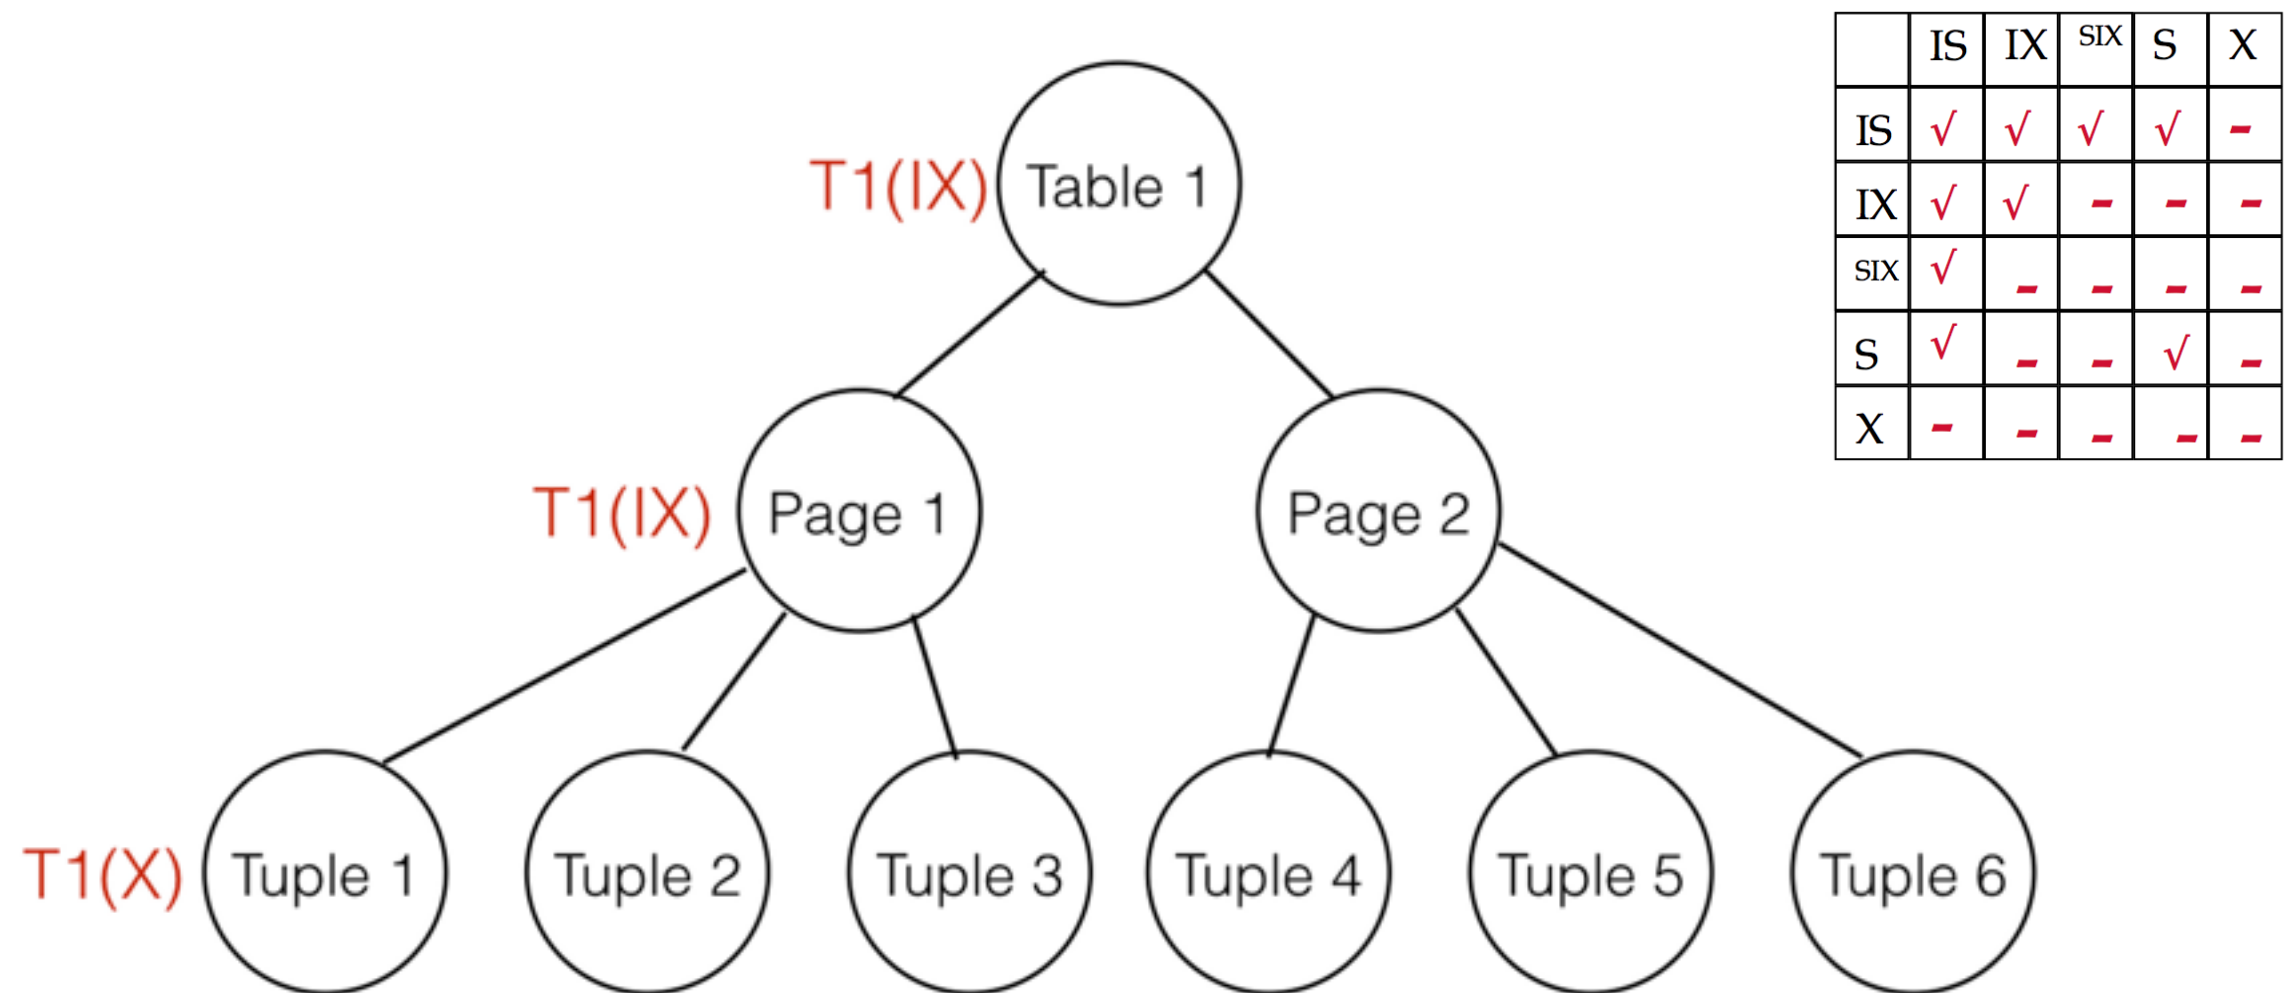 IS IX SIX S X
IS √ √ √ √ -
IX √ √ - - -
SIX √ - - - -
S √ - - √ -
X - - - - -
T1(IX) Table 1
T1(IX) Page 1 Page 2
T1(X) Tuple 1 Tuple 2 Tuple 3 Tuple 4 Tuple 5 Tuple 6